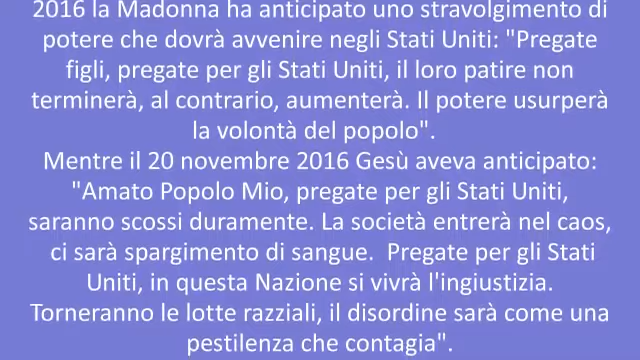 2016 la Madonna ha anticipato uno stravolgimento di
potere che dovrà avvenire negli Stati Uniti: "Pregate
figli, pregate per gli Stati Uniti, il loro patire non
terminerà, al contrario, aumenterà. Il potere usurperà
la volontà del popolo".
Mentre il 20 novembre 2016 Gesù aveva anticipato:
"Amato Popolo Mio, pregate per gli Stati Uniti,
saranno scossi duramente. La società entrerà nel caos,
ci sarà spargimento di sangue.  Pregate per gli Stati
Uniti, in questa Nazione si vivrà l'ingiustizia.
Torneranno le lotte razziali, il disordine sarà come una
pestilenza che contagia".